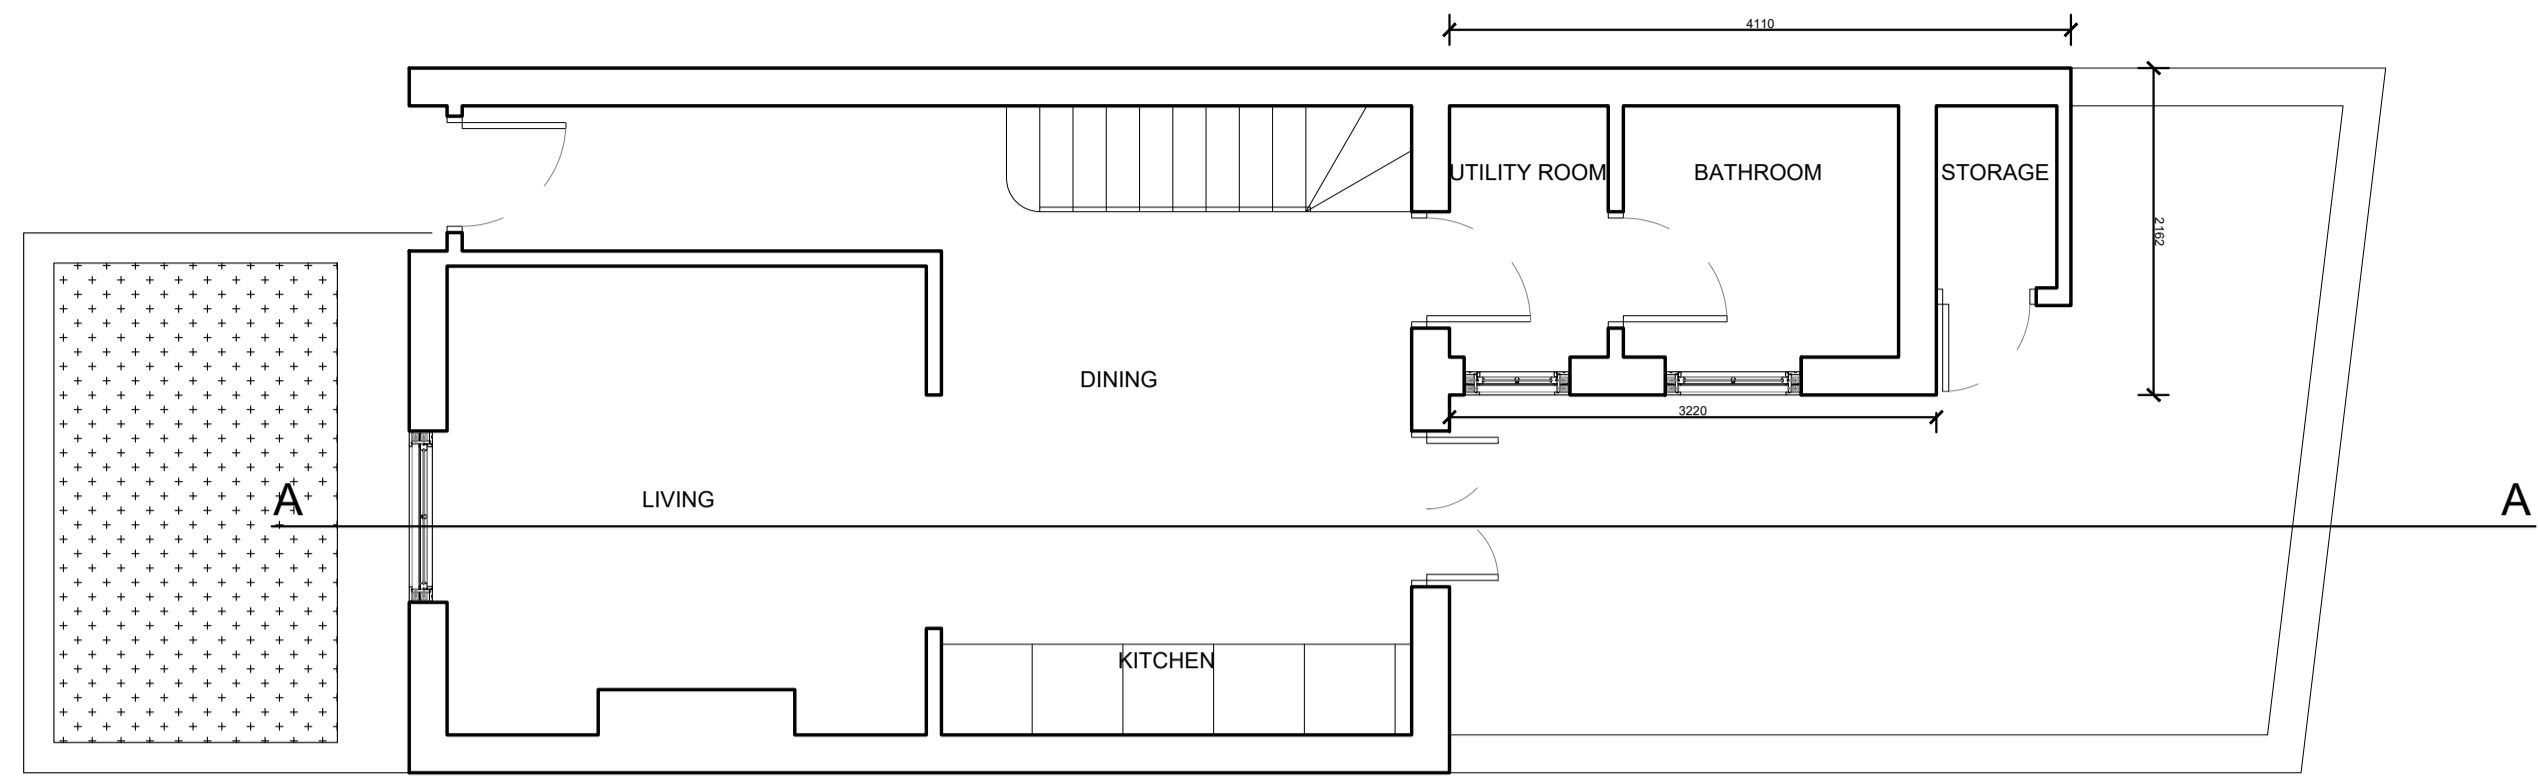 4110
UTILITY ROOM
BATHROOM
STORAGE
2162
DINING
3220
LIVING
A
A
KITCHEN